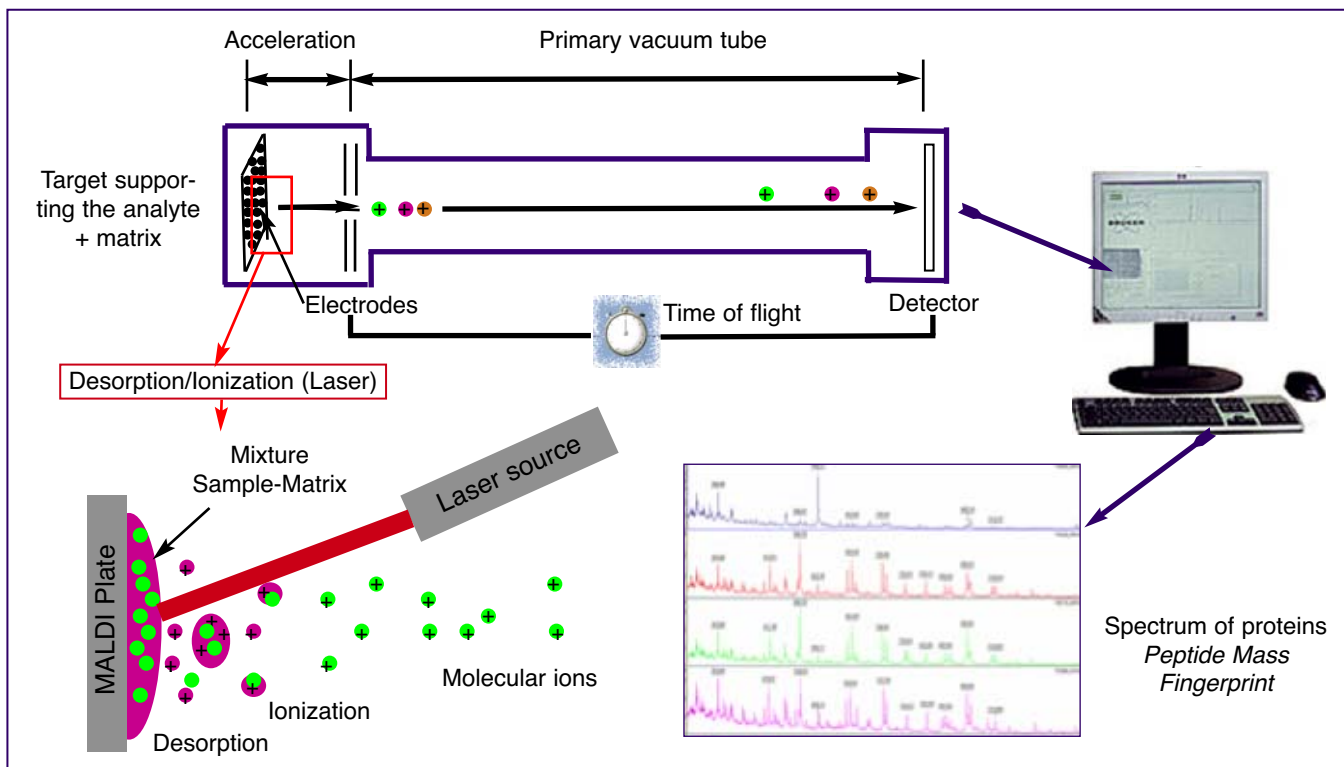 Acceleration
Primary vacuum tube
Target suppor-
ting the analyte
+ matrix
Electrodes
Time of flight
Detector
BRUKER
Desorption/Ionization (Laser)
Mixture
Sample-Matrix
Laser source
MALDI Plate
Molecular ions
Ionization
Desorption
Spectrum of proteins
Peptide Mass
Fingerprint